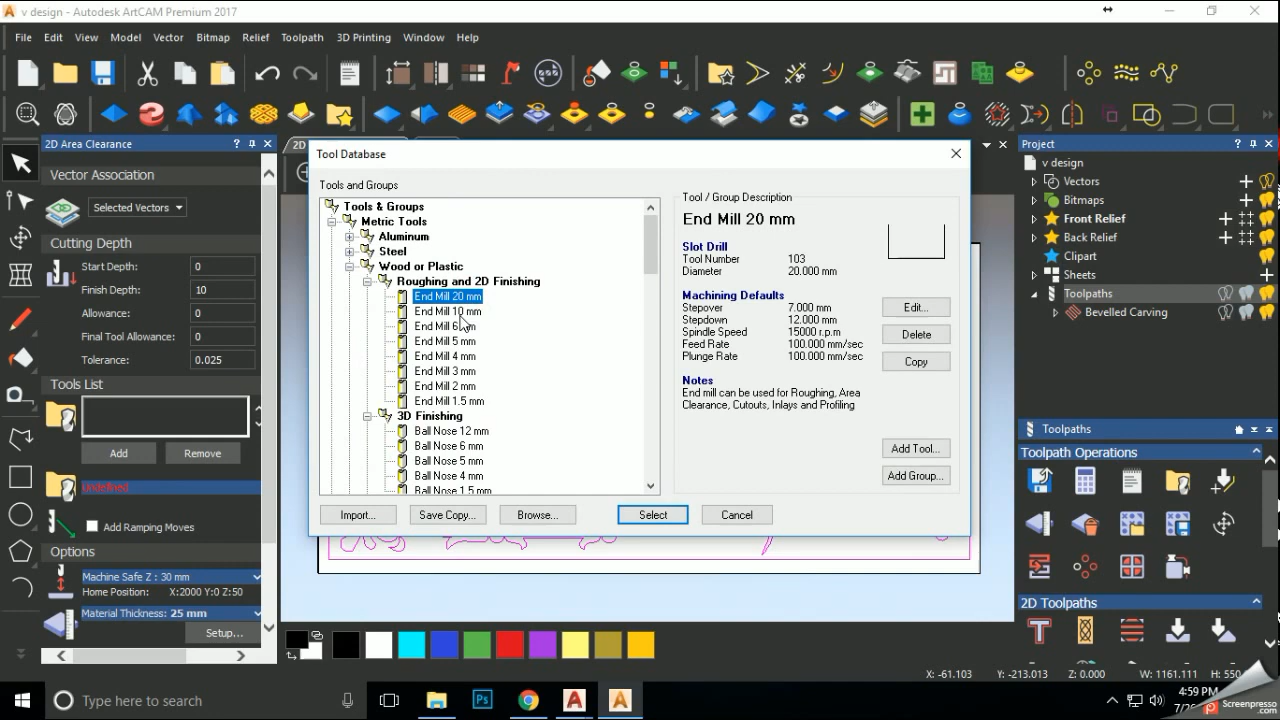 v design - Autodesk ArtCAM Premium 2017
File Edit View Model Vector Bitmap Relief Toolpath 3D Printing Window Help
2D Area Clearance
Vector Association
Selected Vectors
Cutting Depth
Start Depth: 0
Finish Depth: 10
Allowance: 0
Final Tool Allowance: 0
Tolerance: 0.025
Tools List
Add Remove
undefined
Add Ramping Moves
Options
Machine Safe Z : 30 mm
Home Position: X:2000 Y:0 Z:50
Material Thickness: 25 mm
Setup...
2D
Tool Database
Tools and Groups
Tools & Groups
Metric Tools
Aluminum
Steel
Wood or Plastic
Roughing and 2D Finishing
End Mill 20 mm
End Mill 10 mm
End Mill 6 mm
End Mill 5 mm
End Mill 4 mm
End Mill 3 mm
End Mill 2 mm
End Mill 1.5 mm
3D Finishing
Ball Nose 12 mm
Ball Nose 6 mm
Ball Nose 5 mm
Ball Nose 4 mm
Ball Nose 1.5 mm
Tool / Group Description
End Mill 20 mm
Slot Drill
Tool Number 103
Diameter 20.000 mm
Machining Defaults
Stepover 7.000 mm
Stepdown 12.000 mm
Spindle Speed 15000 r.p.m
Feed Rate 100.000 mm/sec
Plunge Rate 100.000 mm/sec
Notes
End mill can be used for Roughing, Area
Clearance, Cutouts, Inlays and Profiling
Edit...
Delete
Copy
Add Tool...
Add Group...
Import... Save Copy... Browse... Select Cancel
Project
v design
Vectors
Bitmaps
Front Relief
Back Relief
Clipart
Sheets
Toolpaths
Bevelled Carving
Toolpaths
Toolpath Operations
2D Toolpaths
X: -61.103 Y: -213.013 Z: 0.000 W: 1161.111 H: 550.
Type here to search
4:59 PM
Screenpresso
.com